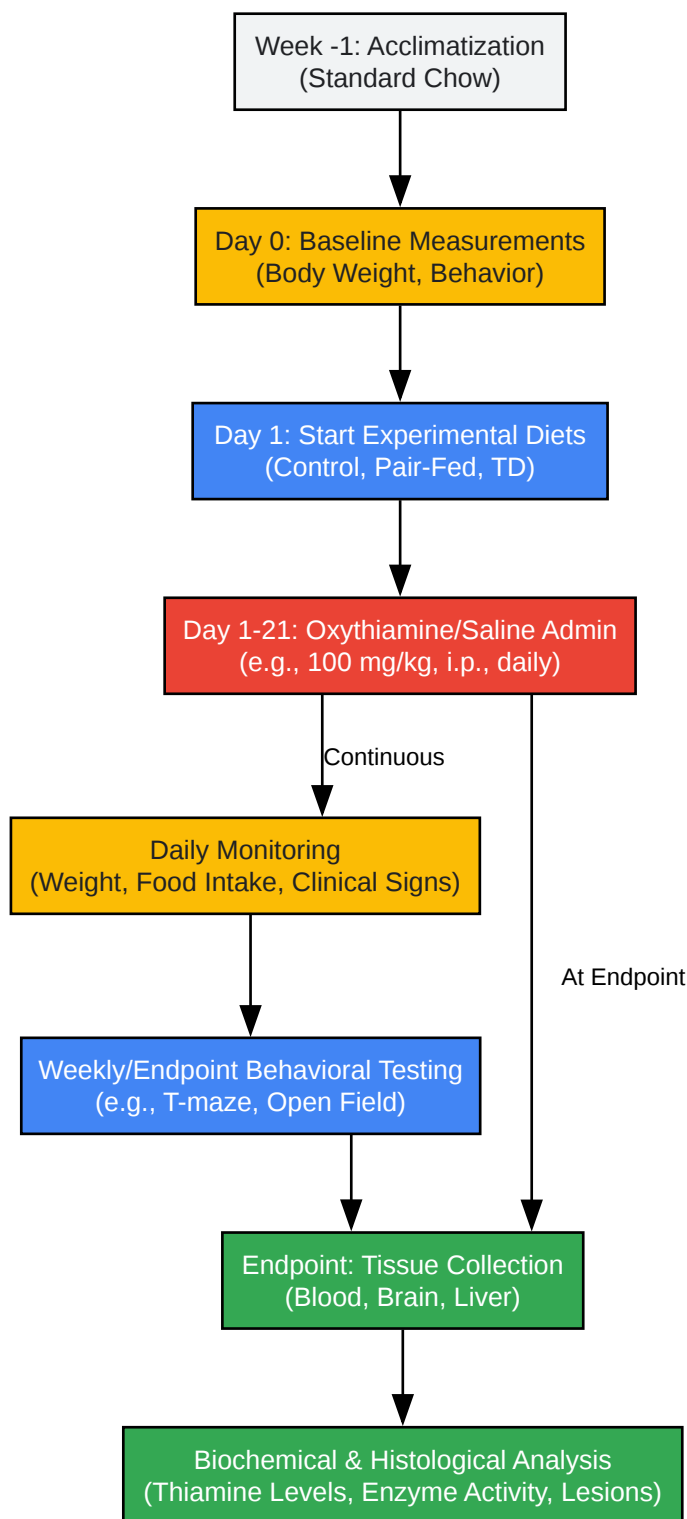 Week -1: Acclimatization
(Standard Chow)
Day 0: Baseline Measurements
(Body Weight, Behavior)
Day 1: Start Experimental Diets
(Control, Pair-Fed, TD)
Day 1-21: Oxythiamine/Saline Admin
(e.g., 100 mg/kg, i.p., daily)
Continuous
Daily Monitoring
(Weight, Food Intake, Clinical Signs)
At Endpoint
Weekly/Endpoint Behavioral Testing
(e.g., T-maze, Open Field)
Endpoint: Tissue Collection
(Blood, Brain, Liver)
Biochemical & Histological Analysis
(Thiamine Levels, Enzyme Activity, Lesions)